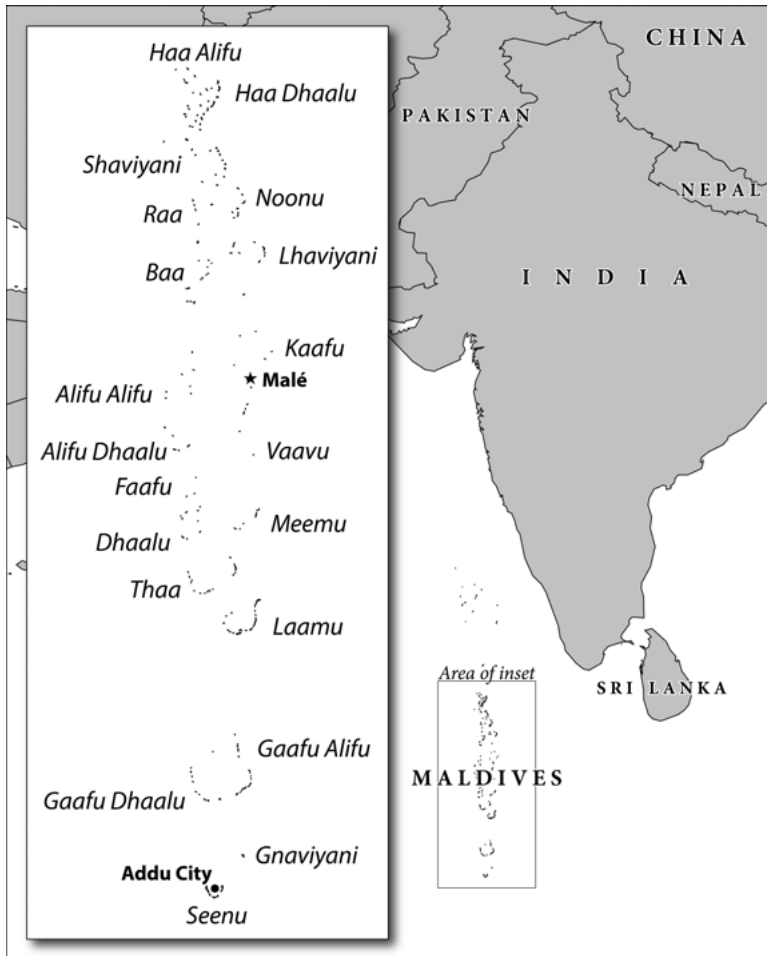 Haa Alifu
Haa Dhaalu
Shaviyani
Noonu
Raa
Lhaviyani
Baa
Kaafu
Malé
Alifu Alifu
Alifu Dhaalu
Vaavu
Faafu
Meemu
Dhaalu
Thaa
Laamu
Gaafu Alifu
Gaafu Dhaalu
Gnaviyani
Addu City
Seenu
CHINA
PAKISTAN
NEPAL
INDIA
Area of inset
SRI LANKA
MALDIVES